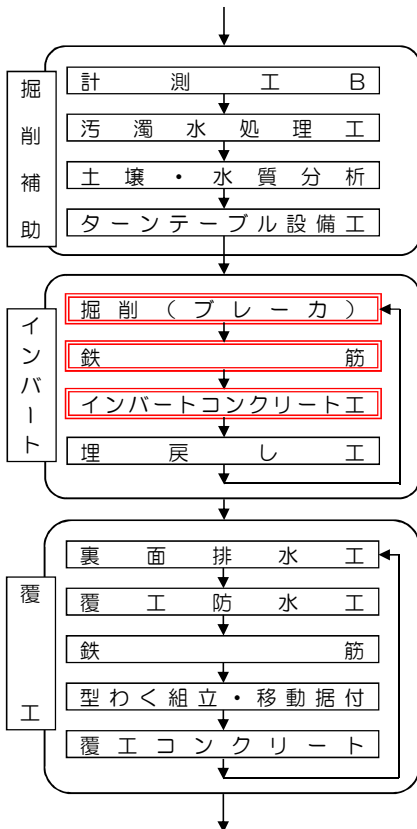 掘削補助
計測工B
汚濁水処理工
土壌・水質分析
ターンテーブル設備工
インバート
掘削(ブレーカ)
鉄筋
インバートコンクリート工
埋戻し工
覆工
裏面排水工
覆工防水工
鉄筋
型わく組立・移動据付
覆工コンクリート